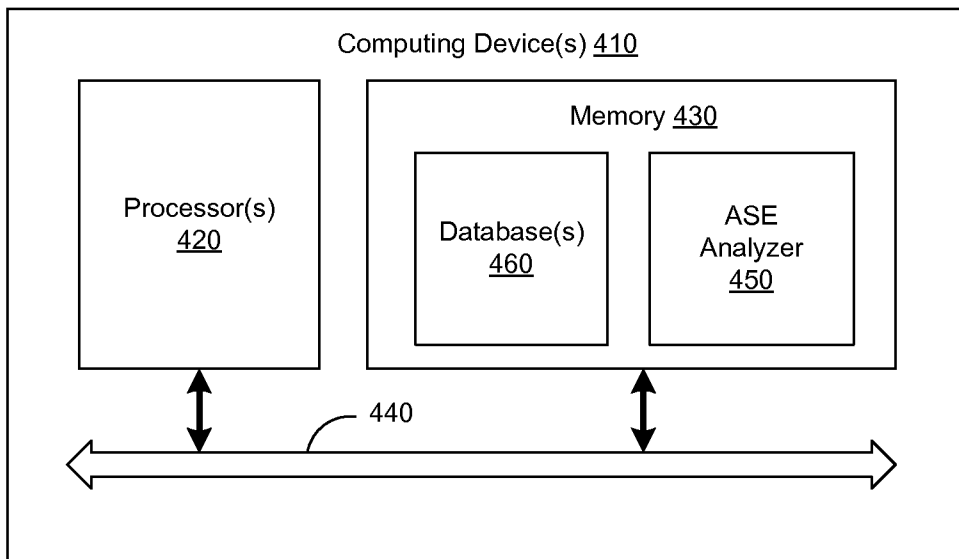 Computing Device(s) 410
Memory 430
Processor(s)
420
Database(s)
460
ASE
Analyzer
450
440